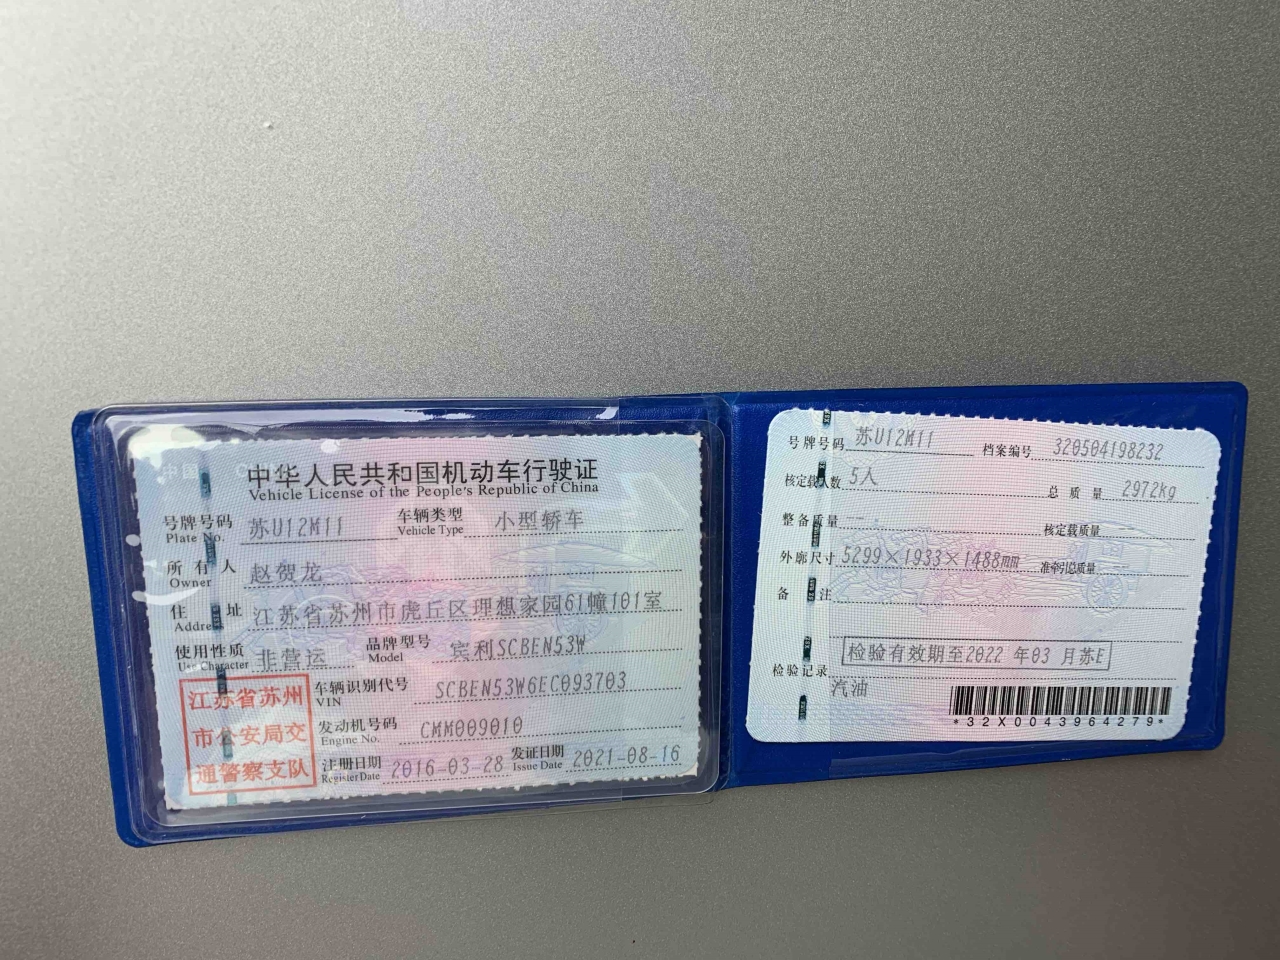 中华人民共和国机动车行驶证
Vehicle License of the People's Republic of China
号牌号码 苏U12M11 车辆类型 小型轿车
Plate No. Vehicle Type
所有人 赵贺龙
Owner
住址 江苏省苏州市虎丘区理想家园61幢101室
Address
使用性质 非营运 品牌型号 宾利SCBEN53W
Use Character Model
江苏省苏州
市公安局交
通警察支队
车辆识别代号 SCBEN53W6EC093703
VIN
发动机号码 CMM009010
Engine No.
注册日期 2016-03-28 发证日期 2021-08-16
Register Date Issue Date
号牌号码 苏U12M11 档案编号 320504198232
核定载人数 5人 总质量 2972kg
整备质量 -- 核定载质量 --
外廓尺寸 5299×1933×1488mm 准牵引总质量 --
备注
检验记录 检验有效期至2022 年03 月苏E
汽油
*32X0043964279*